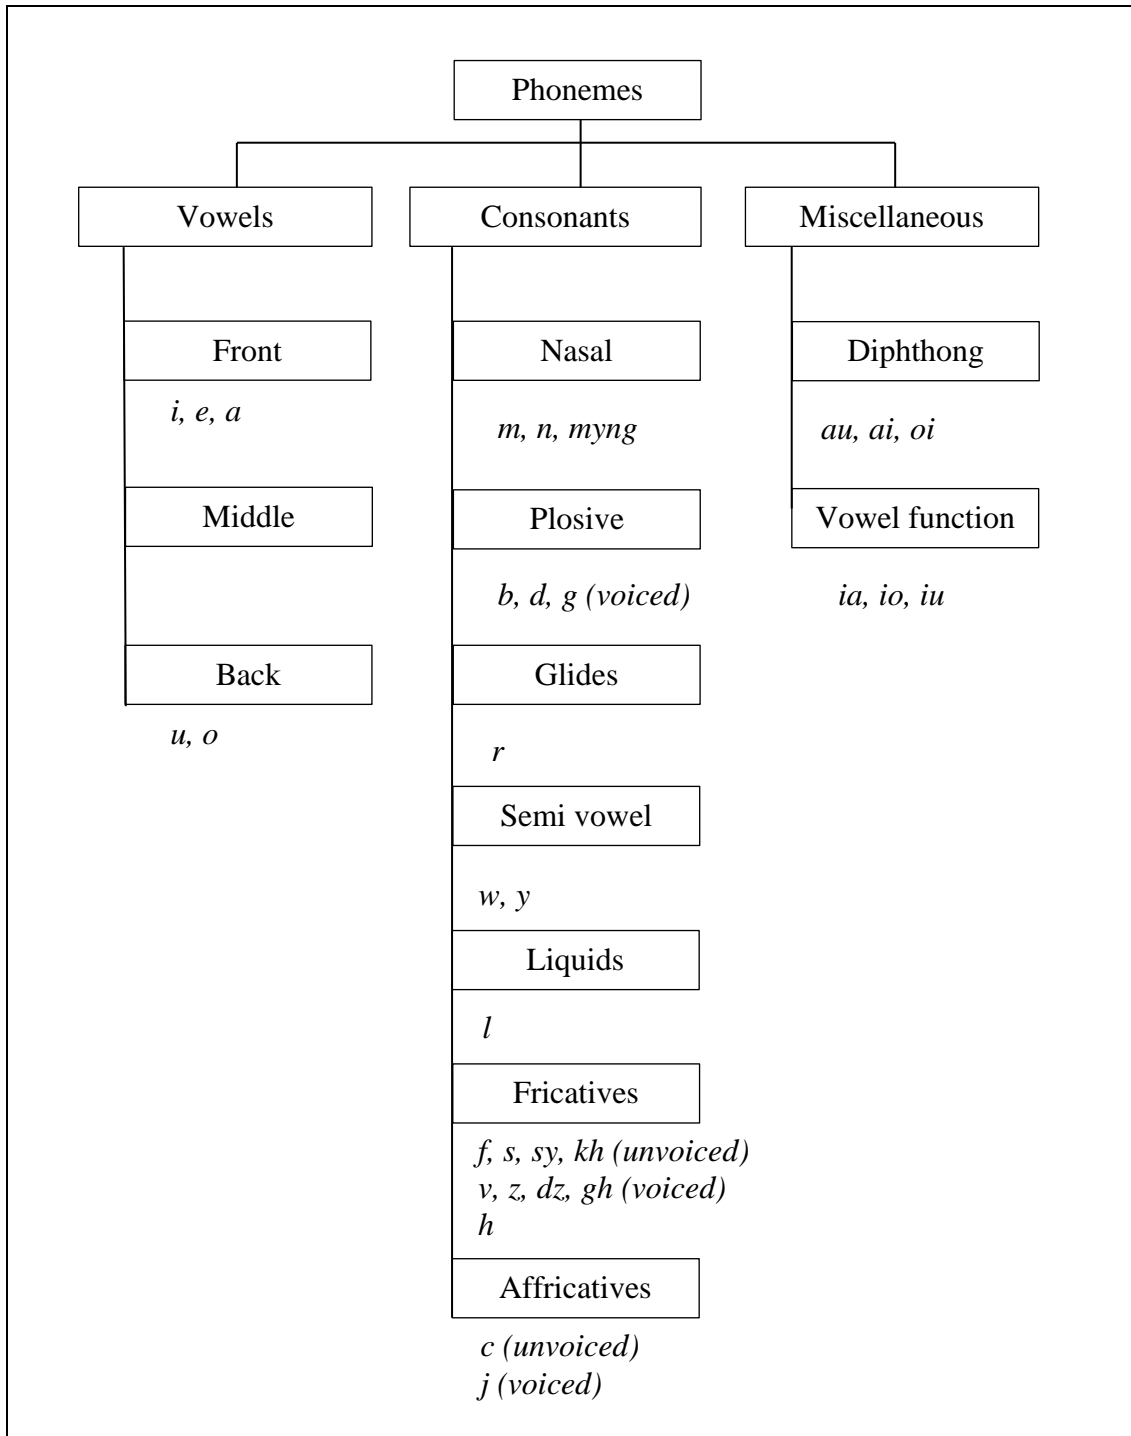 Phonemes
Vowels
Consonants
Miscellaneous
Front
i, e, a
Middle
Back
u, o
Nasal
m, n, myng
Plosive
b, d, g (voiced)
Glides
r
Semi vowel
w, y
Liquids
l
Fricatives
f, s, sy, kh (unvoiced)
v, z, dz, gh (voiced)
h
Affricatives
c (unvoiced)
j (voiced)
Diphthong
au, ai, oi
Vowel function
ia, io, iu